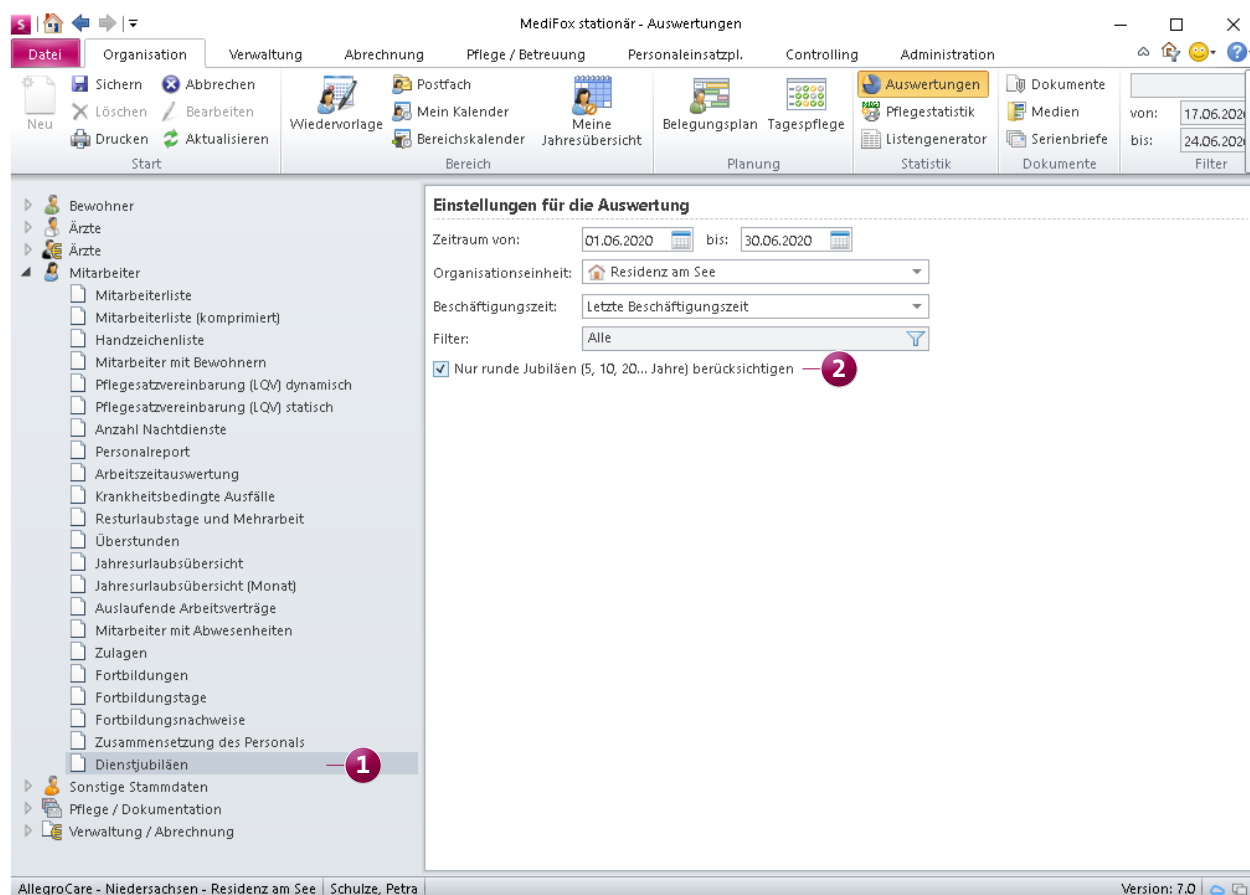 S
MediFox stationär - Auswertungen
Datei Organisation Verwaltung Abrechnung Pflege / Betreuung Personaleinsatzpl. Controlling Administration
Neu
Sichern Abbrechen
Löschen Bearbeiten
Drucken Aktualisieren
Start
Wiedervorlage
Postfach
Mein Kalender
Bereichskalender
Meine
Jahresübersicht
Bereich
Belegungsplan Tagespflege
Planung
Auswertungen
Pflegestatistik
Listengenerator
Statistik
Dokumente
Medien
Serienbriefe
Dokumente
von: 17.06.202
bis: 24.06.202
Filter
Bewohner
Ärzte
Ärzte
Mitarbeiter
Mitarbeiterliste
Mitarbeiterliste (komprimiert)
Handzeichenliste
Mitarbeiter mit Bewohnern
Pflegesatzvereinbarung (LQV) dynamisch
Pflegesatzvereinbarung (LQV) statisch
Anzahl Nachtdienste
Personalreport
Arbeitszeitauswertung
Krankheitsbedingte Ausfälle
Resturlaubstage und Mehrarbeit
Überstunden
Jahresurlaubsübersicht
Jahresurlaubsübersicht (Monat)
Auslaufende Arbeitsverträge
Mitarbeiter mit Abwesenheiten
Zulagen
Fortbildungen
Fortbildungstage
Fortbildungsnachweise
Zusammensetzung des Personals
Dienstjubiläen 1
Sonstige Stammdaten
Pflege / Dokumentation
Verwaltung / Abrechnung
Einstellungen für die Auswertung
Zeitraum von: 01.06.2020 bis: 30.06.2020
Organisationseinheit: Residenz am See
Beschäftigungszeit: Letzte Beschäftigungszeit
Filter: Alle
Nur runde Jubiläen (5, 10, 20... Jahre) berücksichtigen 2
AllegroCare - Niedersachsen - Residenz am See Schulze, Petra Version: 7.0